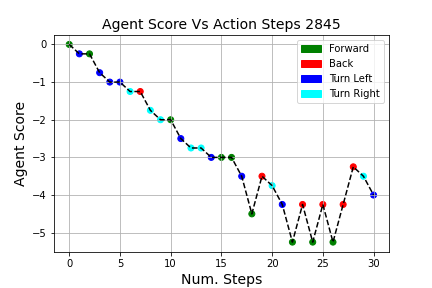 Agent Score Vs Action Steps 2845
Forward
Back
Turn Left
Turn Right
Agent Score
0
−1
−2
−3
−4
−5
0 5 10 15 20 25 30
Num. Steps